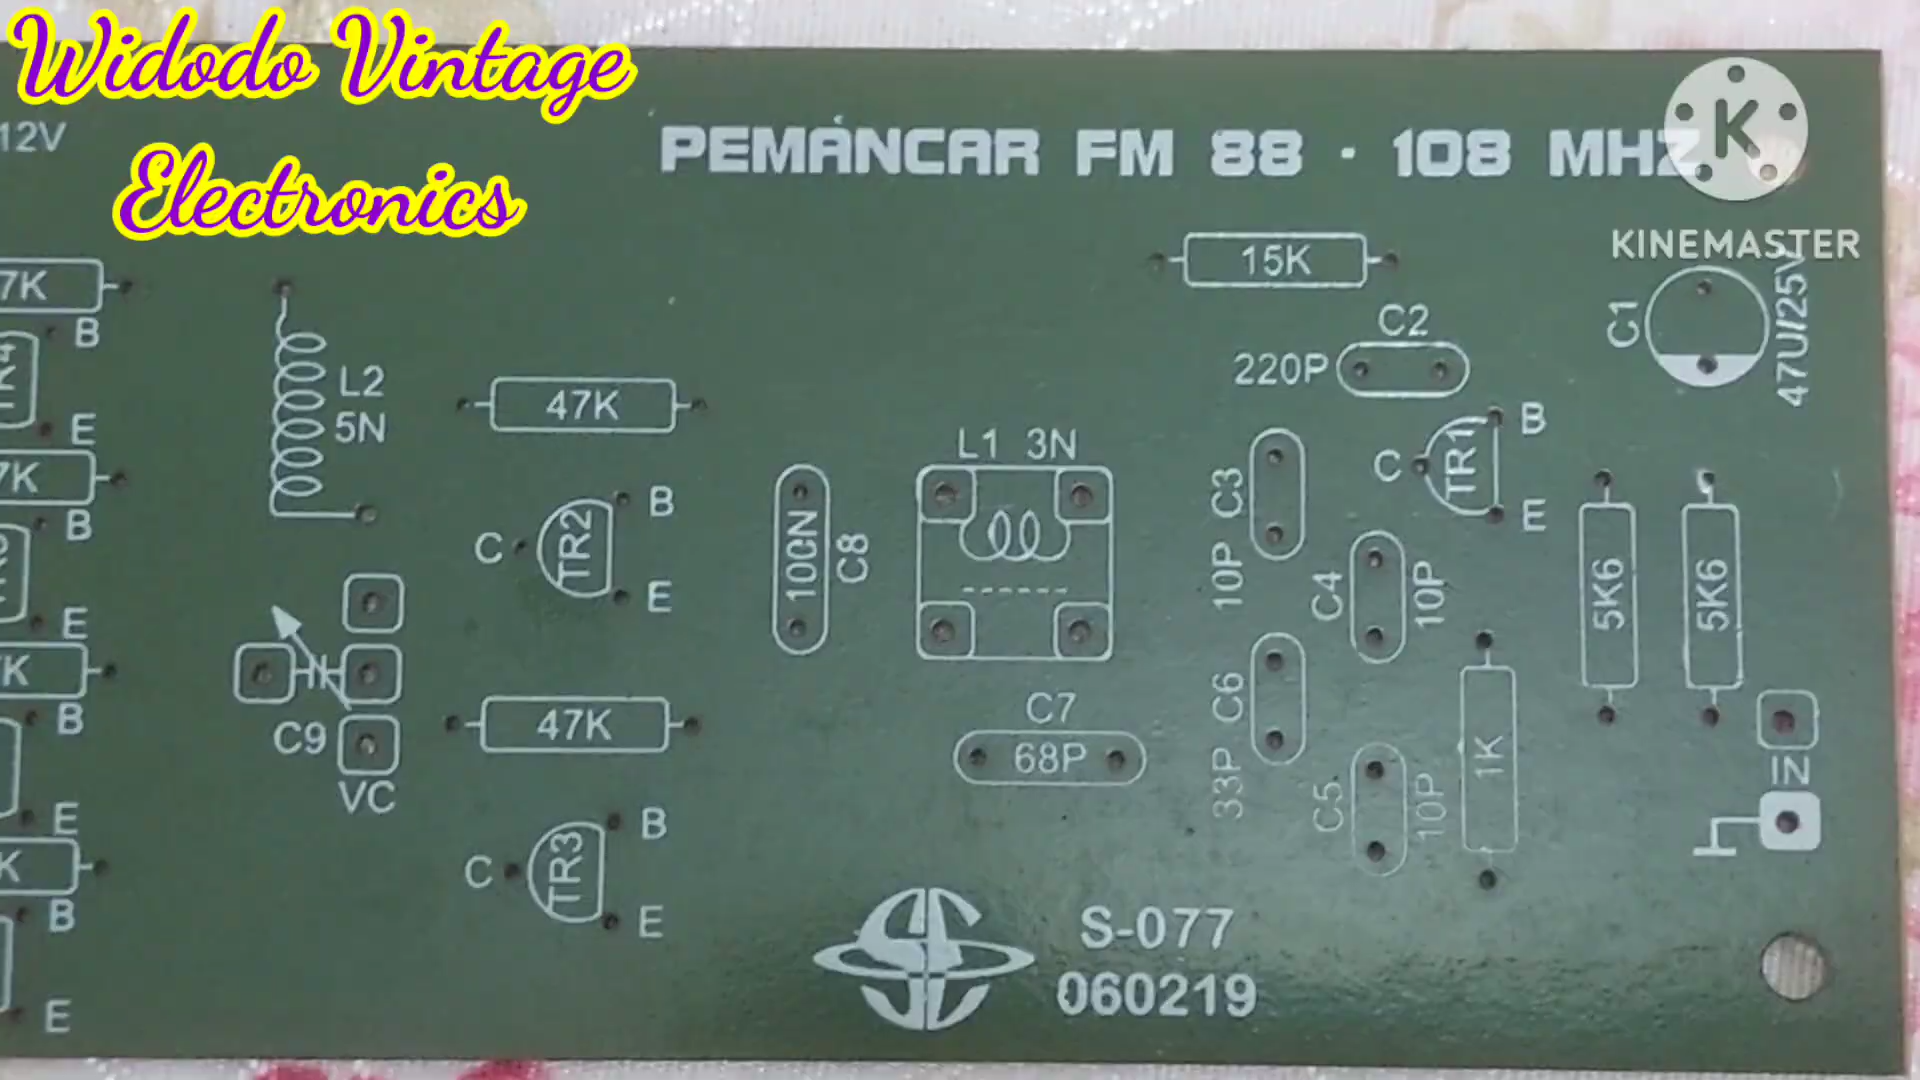 Widodo Vintage
Electronics
12V
PEMANCAR FM 88 - 108 MHZ
K
KINEMASTER
15K
7K
B
E
7K
B
E
K
B
E
K
B
E
L2
5N
47K
C TR2 B
E
C9
VC
47K
C TR3 B
E
100N
C8
L1 3N
C7
68P
C2
220P
C1
47U/25V
C TR1 B
E
10P C3
C4 10P
33P C6
C5 10P
1K
5K6
5K6
IN
S-077
060219